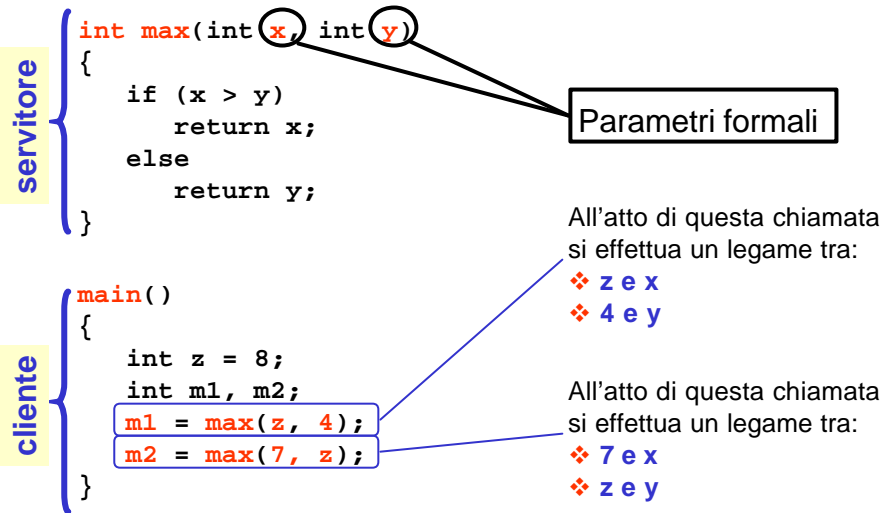 servitore
int max(int x, int y)
{
if (x > y)
return x;
else
return y;
}
Parametri formali
cliente
main()
{
int z = 8;
int m1, m2;
m1 = max(z, 4);
m2 = max(7, z);
}
All'atto di questa chiamata
si effettua un legame tra:
❖ z e x
❖ 4 e y
All'atto di questa chiamata
si effettua un legame tra:
❖ 7 e x
❖ z e y